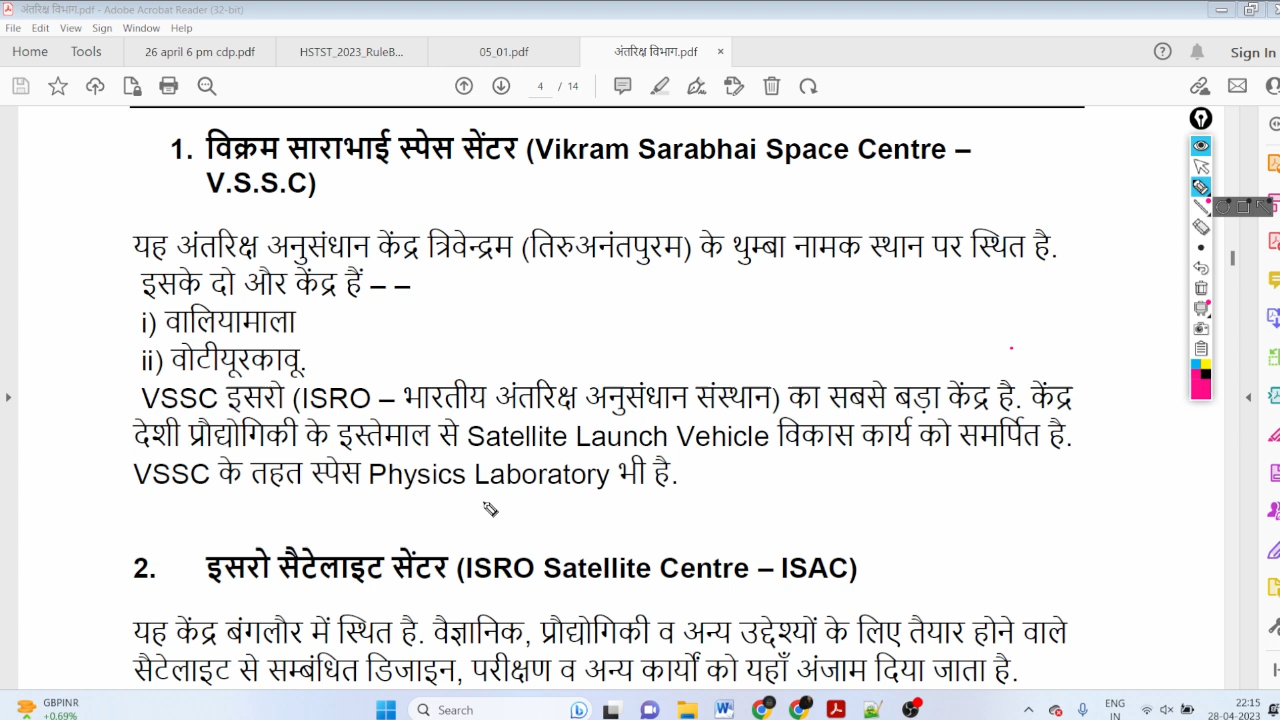 अंतरिक्ष विभाग.pdf - Adobe Acrobat Reader (32-bit)
File Edit View Sign Window Help
Home Tools 26 april 6 pm cdp.pdf HSTST_2023_RuleB... 05_01.pdf अंतरिक्ष विभाग.pdf × Sign In
4 / 14
1. विक्रम साराभाई स्पेस सेंटर (Vikram Sarabhai Space Centre –
V.S.S.C)
यह अंतरिक्ष अनुसंधान केंद्र त्रिवेन्द्रम (तिरुअनंतपुरम) के थुम्बा नामक स्थान पर स्थित है.
इसके दो और केंद्र हैं – –
i) वालियामाला
ii) वोटीयूरकावू.
VSSC इसरो (ISRO – भारतीय अंतरिक्ष अनुसंधान संस्थान) का सबसे बड़ा केंद्र है. केंद्र
देशी प्रौद्योगिकी के इस्तेमाल से Satellite Launch Vehicle विकास कार्य को समर्पित है.
VSSC के तहत स्पेस Physics Laboratory भी है.
2. इसरो सैटेलाइट सेंटर (ISRO Satellite Centre – ISAC)
यह केंद्र बंगलौर में स्थित है. वैज्ञानिक, प्रौद्योगिकी व अन्य उद्देश्यों के लिए तैयार होने वाले
सैटेलाइट से सम्बंधित डिजाइन, परीक्षण व अन्य कार्यों को यहाँ अंजाम दिया जाता है.
GBPINR
+0.69%
Search
ENG
IN
22:15
28-04-2023